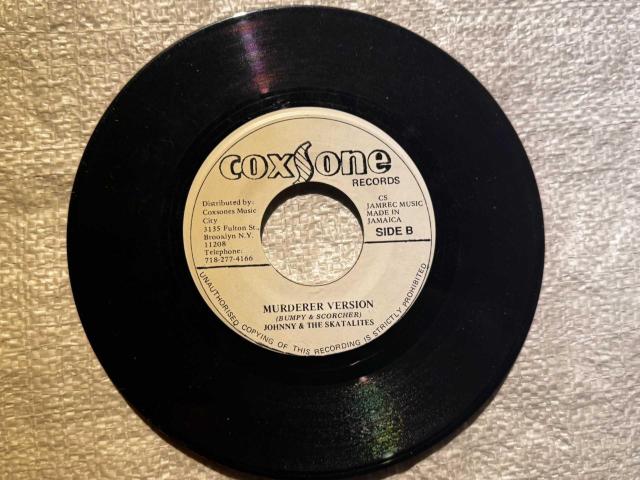 coxsone
RECORDS
Distributed by:
Coxsones Music
City
3135 Fulton St.,
Brooklyn N.Y.
11208
Telephone:
718-277-4166
CS
JAMREC MUSIC
MADE IN
JAMAICA
SIDE B
MURDERER VERSION
(BUMPY & SCORCHER)
JOHNNY & THE SKATALITES
UNAUTHORISED COPYING OF THIS RECORDING IS STRICTLY PROHIBITED